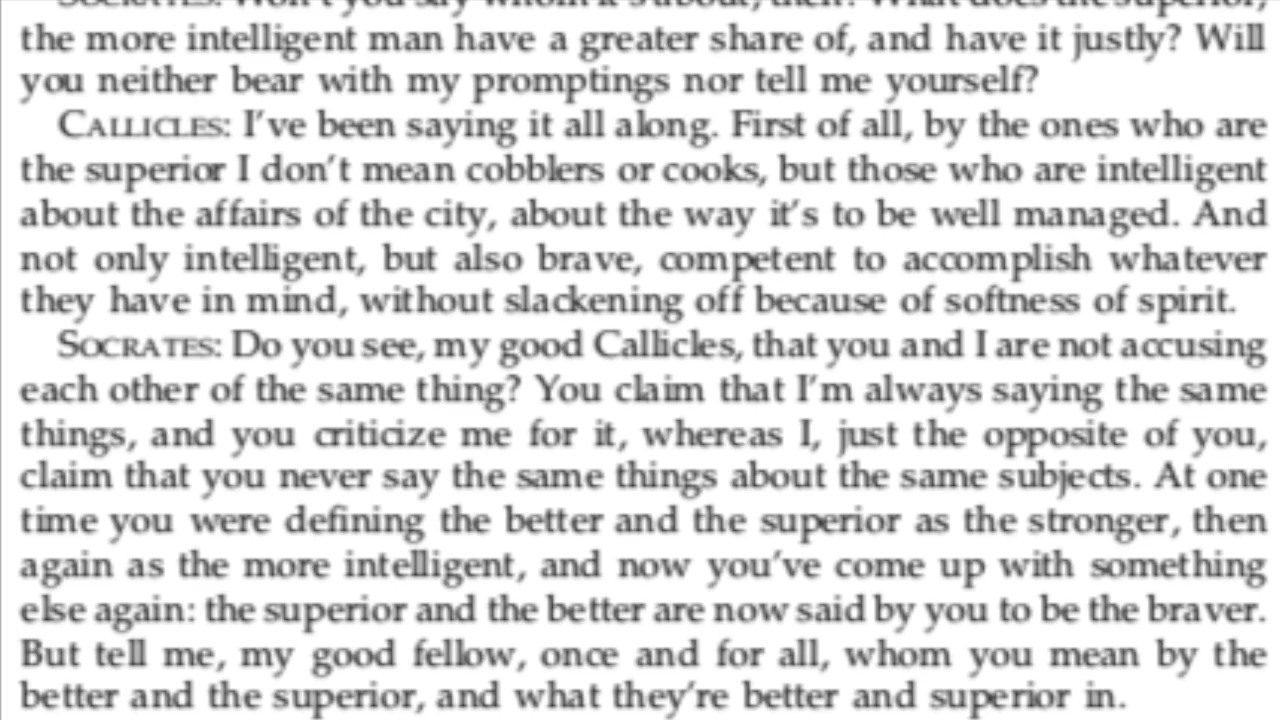 the more intelligent man have a greater share of, and have it justly? Will
you neither bear with my promptings nor tell me yourself?
CALLICLES: I've been saying it all along. First of all, by the ones who are
the superior I don't mean cobblers or cooks, but those who are intelligent
about the affairs of the city, about the way it's to be well managed. And
not only intelligent, but also brave, competent to accomplish whatever
they have in mind, without slackening off because of softness of spirit.
SOCRATES: Do you see, my good Callicles, that you and I are not accusing
each other of the same thing? You claim that I'm always saying the same
things, and you criticize me for it, whereas I, just the opposite of you,
claim that you never say the same things about the same subjects. At one
time you were defining the better and the superior as the stronger, then
again as the more intelligent, and now you've come up with something
else again: the superior and the better are now said by you to be the braver.
But tell me, my good fellow, once and for all, whom you mean by the
better and the superior, and what they're better and superior in.